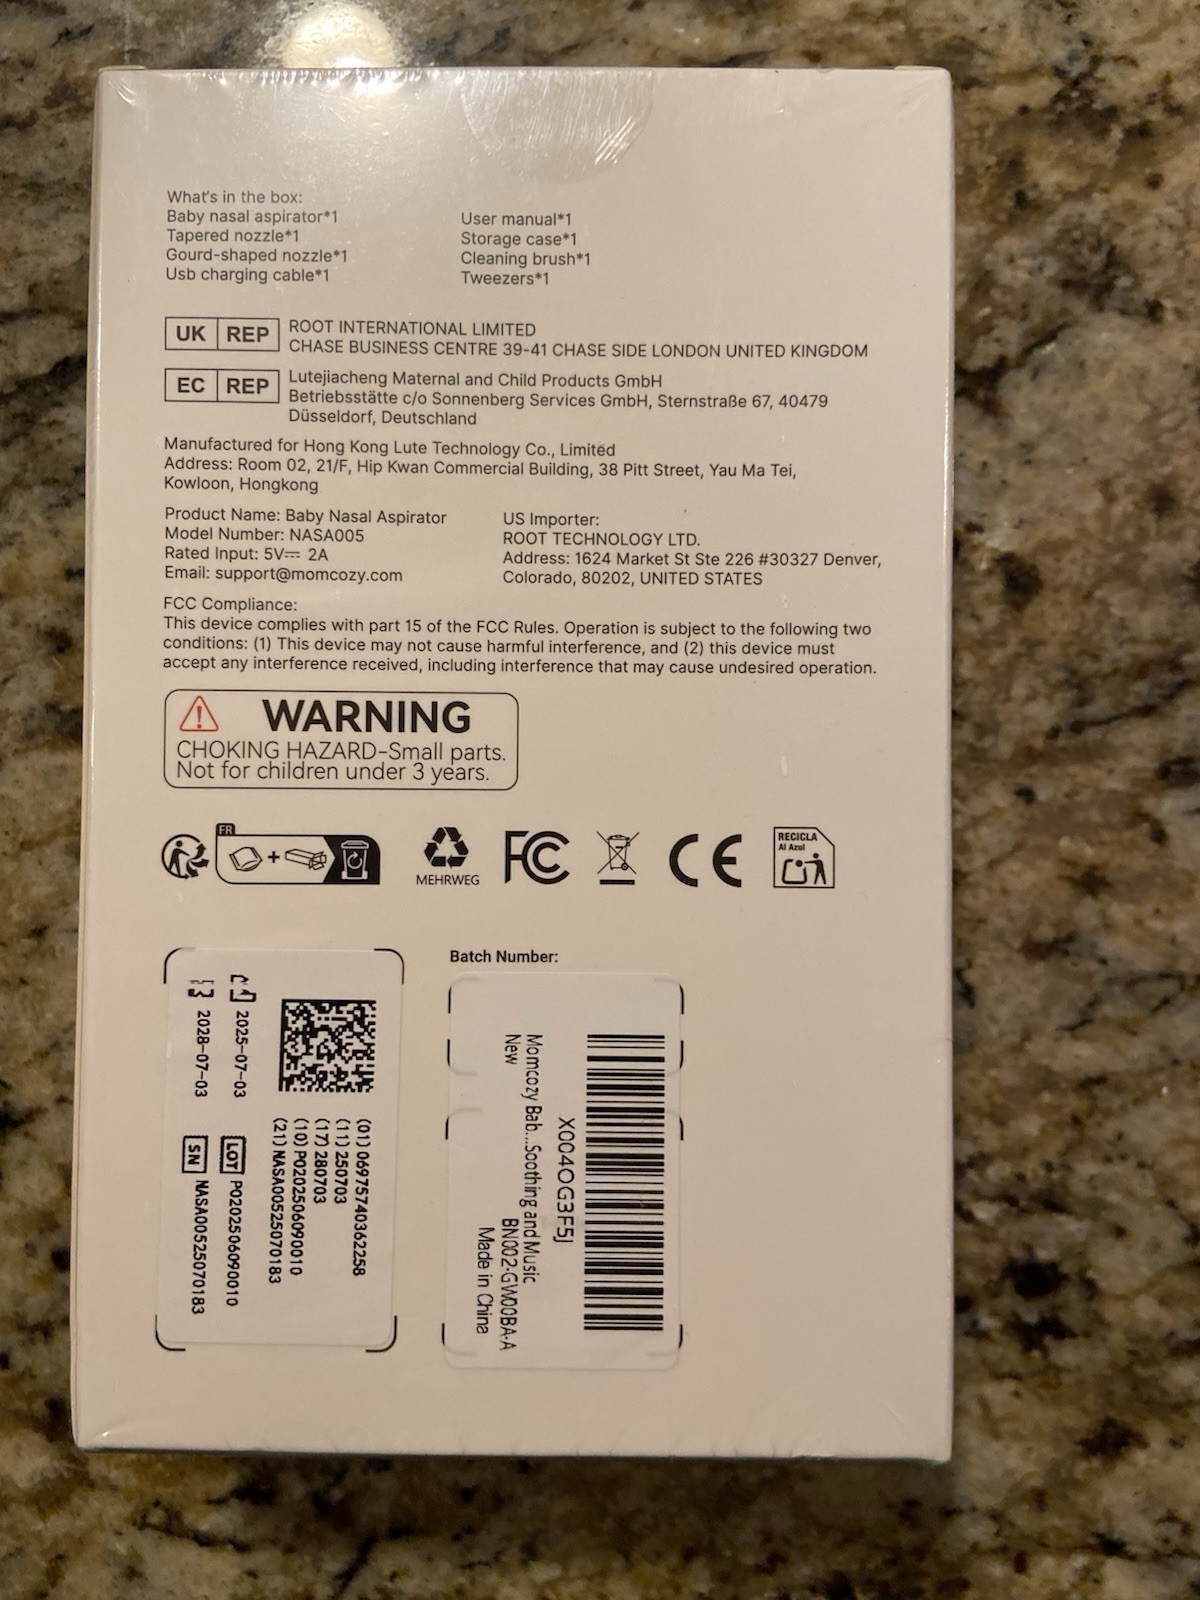 What's in the box:
Baby nasal aspirator*1
Tapered nozzle*1
Gourd-shaped nozzle*1
Usb charging cable*1
User manual*1
Storage case*1
Cleaning brush*1
Tweezers*1
UK REP
ROOT INTERNATIONAL LIMITED
CHASE BUSINESS CENTRE 39-41 CHASE SIDE LONDON UNITED KINGDOM
EC REP
Lutejiacheng Maternal and Child Products GmbH
Betriebsstätte c/o Sonnenberg Services GmbH, Sternstraße 67, 40479
Düsseldorf, Deutschland
Manufactured for Hong Kong Lute Technology Co., Limited
Address: Room 02, 21/F, Hip Kwan Commercial Building, 38 Pitt Street, Yau Ma Tei,
Kowloon, Hongkong
Product Name: Baby Nasal Aspirator
Model Number: NASA005
Rated Input: 5V⎓ 2A
Email: support@momcozy.com
US Importer:
ROOT TECHNOLOGY LTD.
Address: 1624 Market St Ste 226 #30327 Denver,
Colorado, 80202, UNITED STATES
FCC Compliance:
This device complies with part 15 of the FCC Rules. Operation is subject to the following two
conditions: (1) This device may not cause harmful interference, and (2) this device must
accept any interference received, including interference that may cause undesired operation.
WARNING
CHOKING HAZARD-Small parts.
Not for children under 3 years.
FR
MEHRWEG
FC
CE
RECICLA
Al Azul
(01) 06975740362258
(11) 250703
(17) 280703
(10) P0202506090010
(21) NASA00525070183
2025-07-03
LOT P0202506090010
2028-07-03
SN NASA00525070183
Batch Number:
X004OG3F5J
Momcozy Bab...Soothing and Music
New
BN002-GW00BA-A
Made in China